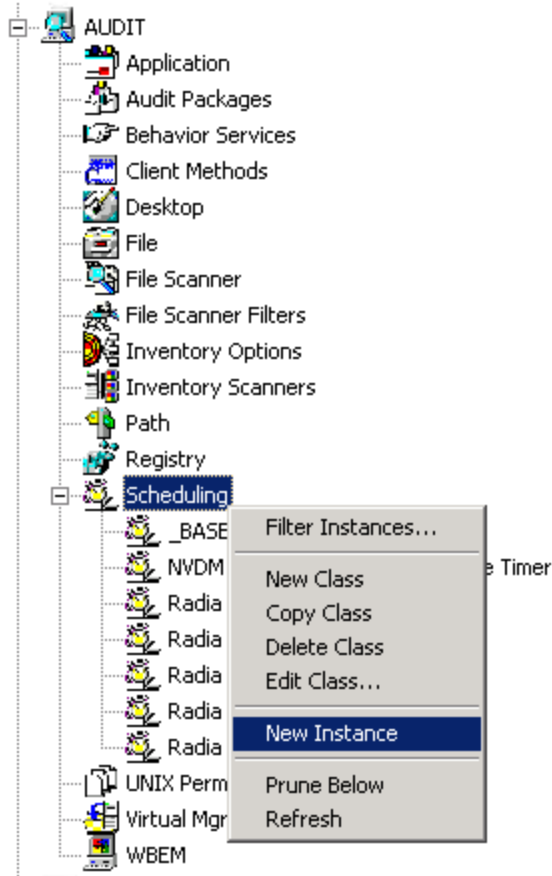 AUDIT
Application
Audit Packages
Behavior Services
Client Methods
Desktop
File
File Scanner
File Scanner Filters
Inventory Options
Inventory Scanners
Path
Registry
Scheduling
_BASE
Filter Instances...
NVDM
e Timer
New Class
Radia
Copy Class
Radia
Delete Class
Radia
Edit Class...
Radia
New Instance
Radia
UNIX Perm
Prune Below
Virtual Mgr
Refresh
WBEM